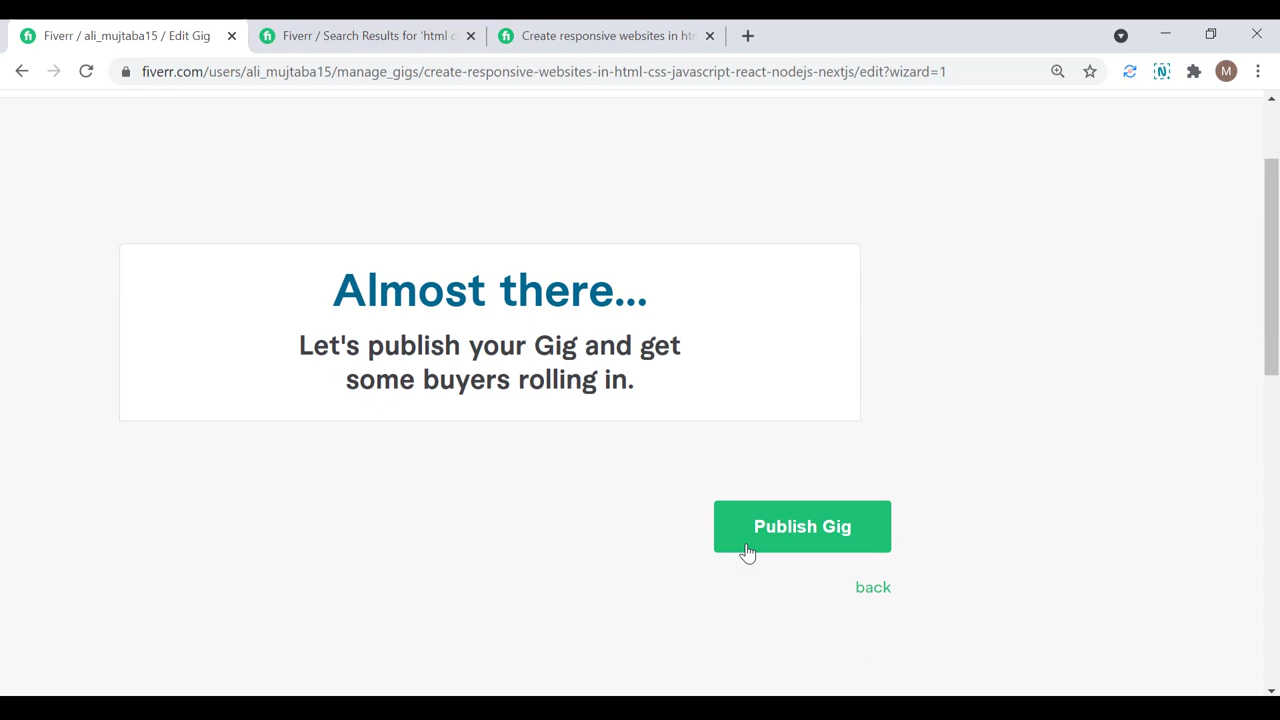 Fiverr / ali_mujtaba15 / Edit Gig
Fiverr / Search Results for 'html c
Create responsive websites in htm
fiverr.com/users/ali_mujtaba15/manage_gigs/create-responsive-websites-in-html-css-javascript-react-nodejs-nextjs/edit?wizard=1
N
M
Almost there...
Let's publish your Gig and get
some buyers rolling in.
Publish Gig
back